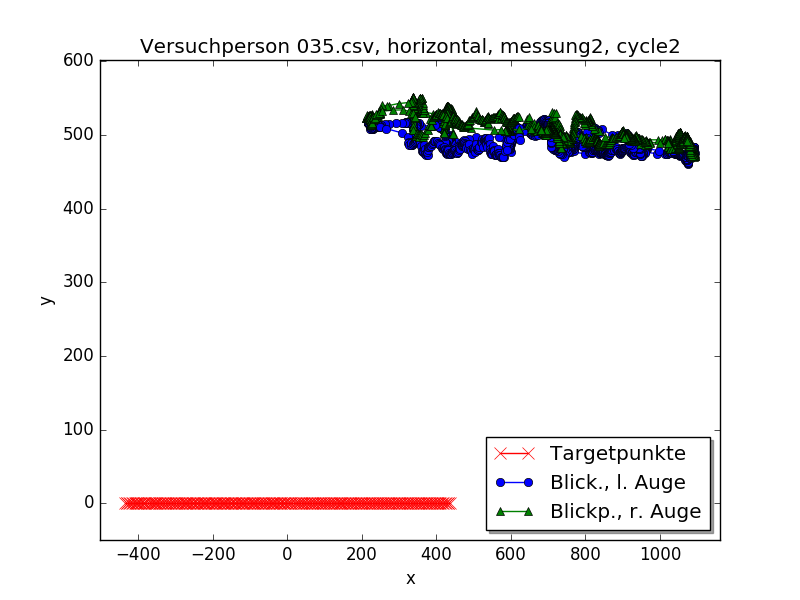 Versuchperson 035.csv, horizontal, messung2, cycle2
600
500
400
300
200
100
0
y
−400 −200 0 200 400 600 800 1000
x
Targetpunkte
Blick., l. Auge
Blickp., r. Auge